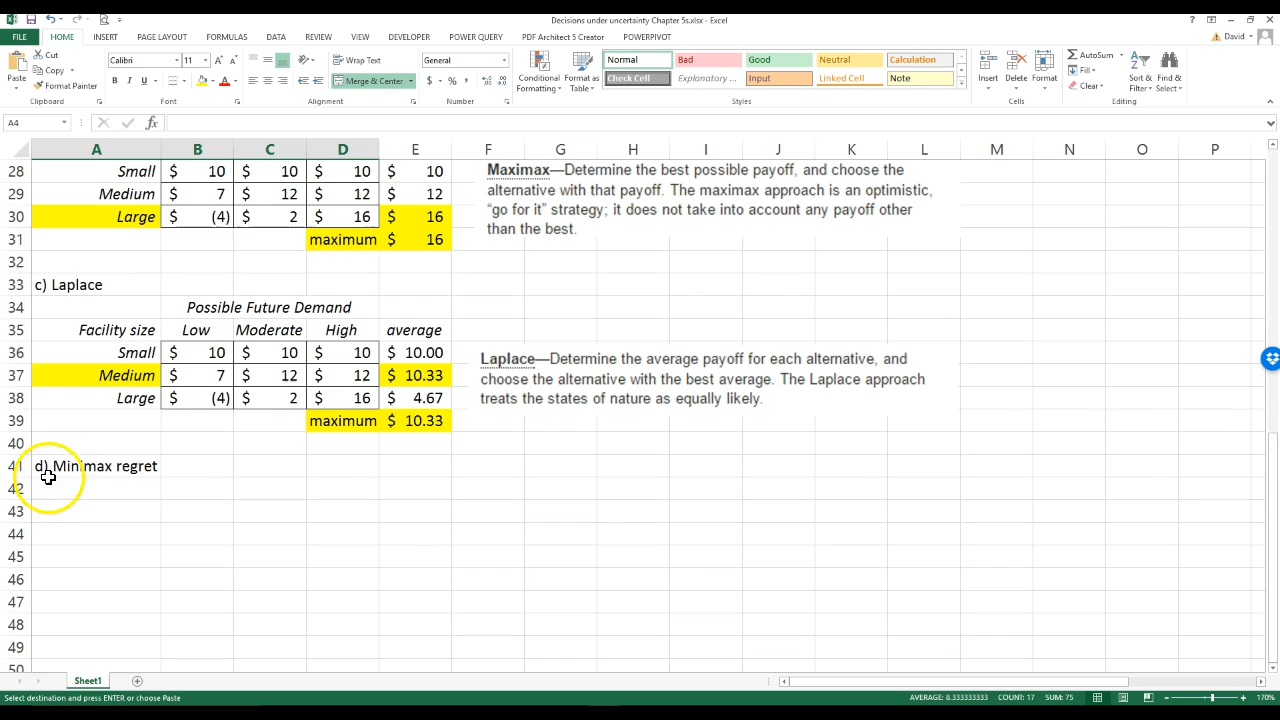 Decisions under uncertainty Chapter 5s.xlsx - Excel
FILE HOME INSERT PAGE LAYOUT FORMULAS DATA REVIEW VIEW DEVELOPER POWER QUERY PDF Architect 5 Creator POWERPIVOT David
Cut
Copy
Format Painter
Paste
Clipboard
Calibri 11
B I U
Font
Wrap Text
Merge & Center
Alignment
General
$ % ,
Number
Conditional Formatting
Format as Table
Normal Bad Good Neutral Calculation
Check Cell Explanary ... Input Linked Cell Note
Styles
Insert Delete Format
Cells
AutoSum
Fill
Clear
Sort & Filter
Find & Select
Editing
A4 fx
A B C D E F G H I J K L M N O P
28 Small $ 10 $ 10 $ 10 $ 10
29 Medium $ 7 $ 12 $ 12 $ 12
30 Large $ (4) $ 2 $ 16 $ 16
31 maximum $ 16
Maximax—Determine the best possible payoff, and choose the
alternative with that payoff. The maximax approach is an optimistic,
“go for it” strategy; it does not take into account any payoff other
than the best.
32
33 c) Laplace
34 Possible Future Demand
35 Facility size Low Moderate High average
36 Small $ 10 $ 10 $ 10 $ 10.00
37 Medium $ 7 $ 12 $ 12 $ 10.33
38 Large $ (4) $ 2 $ 16 $ 4.67
39 maximum $ 10.33
Laplace—Determine the average payoff for each alternative, and
choose the alternative with the best average. The Laplace approach
treats the states of nature as equally likely.
40
41 d) Minimax regret
42
43
44
45
46
47
48
49
50
Sheet1
Select destination and press ENTER or choose Paste AVERAGE: 8.333333333 COUNT: 17 SUM: 75 170%